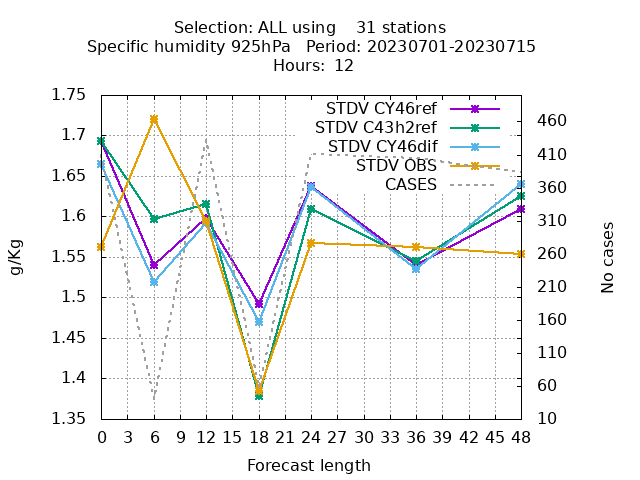 Selection: ALL using    31 stations
Specific humidity 925hPa   Period: 20230701-20230715
Hours:  12
STDV CY46ref
STDV C43h2ref
STDV CY46dif
STDV OBS
CASES
1.75
1.7
1.65
1.6
1.55
1.5
1.45
1.4
1.35
g/Kg
460
410
360
310
260
210
160
110
60
10
No cases
0 3 6 9 12 15 18 21 24 27 30 33 36 39 42 45 48
Forecast length